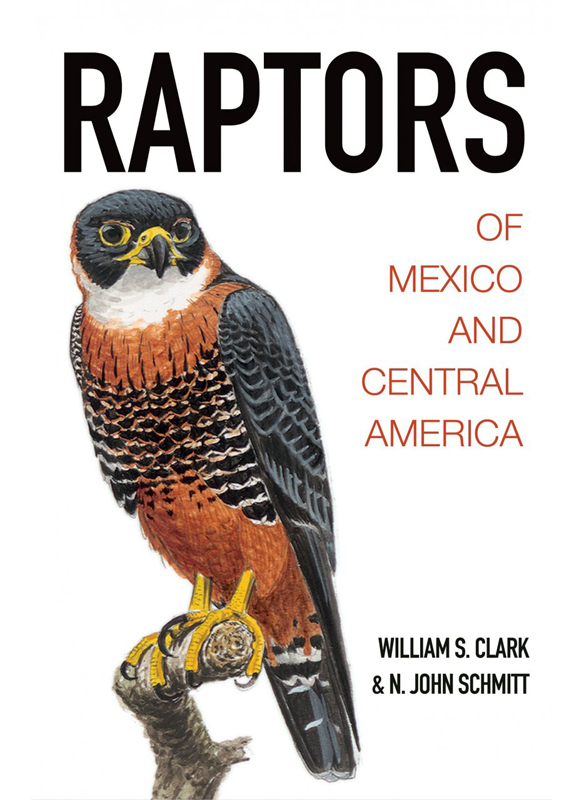 RAPTORS
OF
MEXICO
AND
CENTRAL
AMERICA
WILLIAM S. CLARK
& N. JOHN SCHMITT